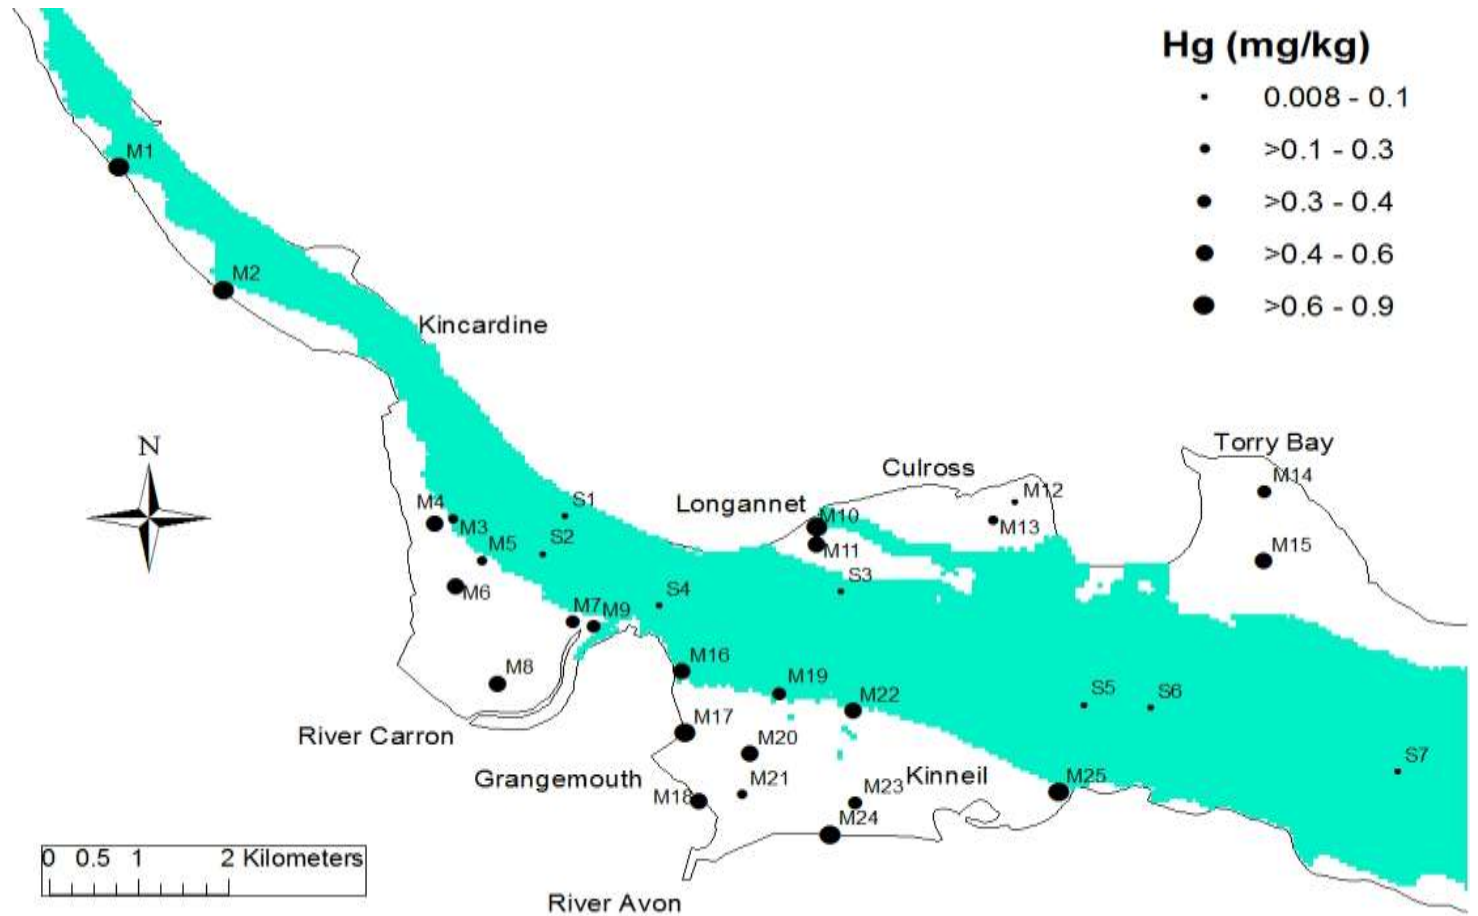 Hg (mg/kg)
0.008 - 0.1
>0.1 - 0.3
>0.3 - 0.4
>0.4 - 0.6
>0.6 - 0.9
M1
M2
Kincardine
N
Torry Bay
Culross
M14
Longannet
M12
M4
S1
M10
M3
M13
S2
M11
M5
M15
S3
M6
S4
M7
M9
M16
M8
M19
S5
S6
M22
M17
River Carron
M20
S7
Grangemouth
M21
Kinneil
M25
M18
M23
M24
0 0.5 1 2 Kilometers
River Avon